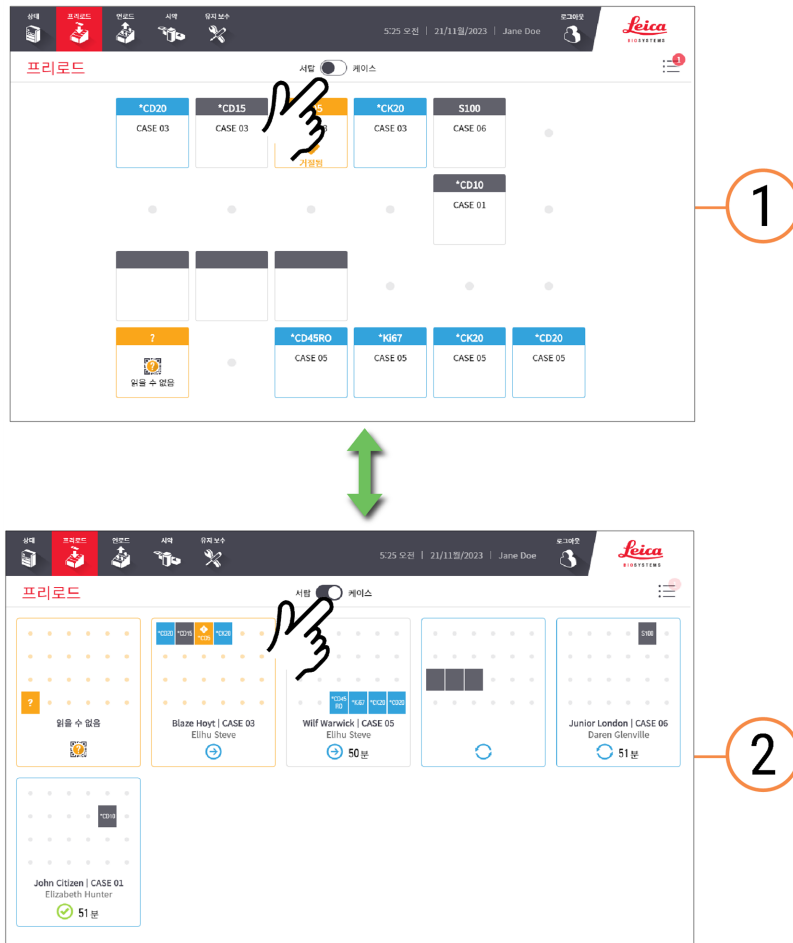 상태 프리로드 언로드 시약 유지 보수
5:25 오전 | 21/11월/2023 | Jane Doe
로그아웃
Leica
BIOSYSTEMS
프리로드
서랍 케이스
1
*CD20 *CD15 *CK20 S100
CASE 03 CASE 03 CASE 03 CASE 06
거절됨
*CD10
CASE 01
1
? *CD45RO *Ki67 *CK20 *CD20
CASE 05 CASE 05 CASE 05 CASE 05
?
읽을 수 없음
상태 프리로드 언로드 시약 유지 보수
5:25 오전 | 21/11월/2023 | Jane Doe
로그아웃
Leica
BIOSYSTEMS
프리로드
서랍 케이스
*CD20 *CD15 *CK20 S100
? *CD45 RO *Ki67 *CK20 *CD20
읽을 수 없음 Blaze Hoyt | CASE 03 Wilf Warwick | CASE 05 Junior London | CASE 06
Elihu Steve Elihu Steve Daren Glenville
? 50 분 51 분
2
*CD10
John Citizen | CASE 01
Elizabeth Hunter
51 분